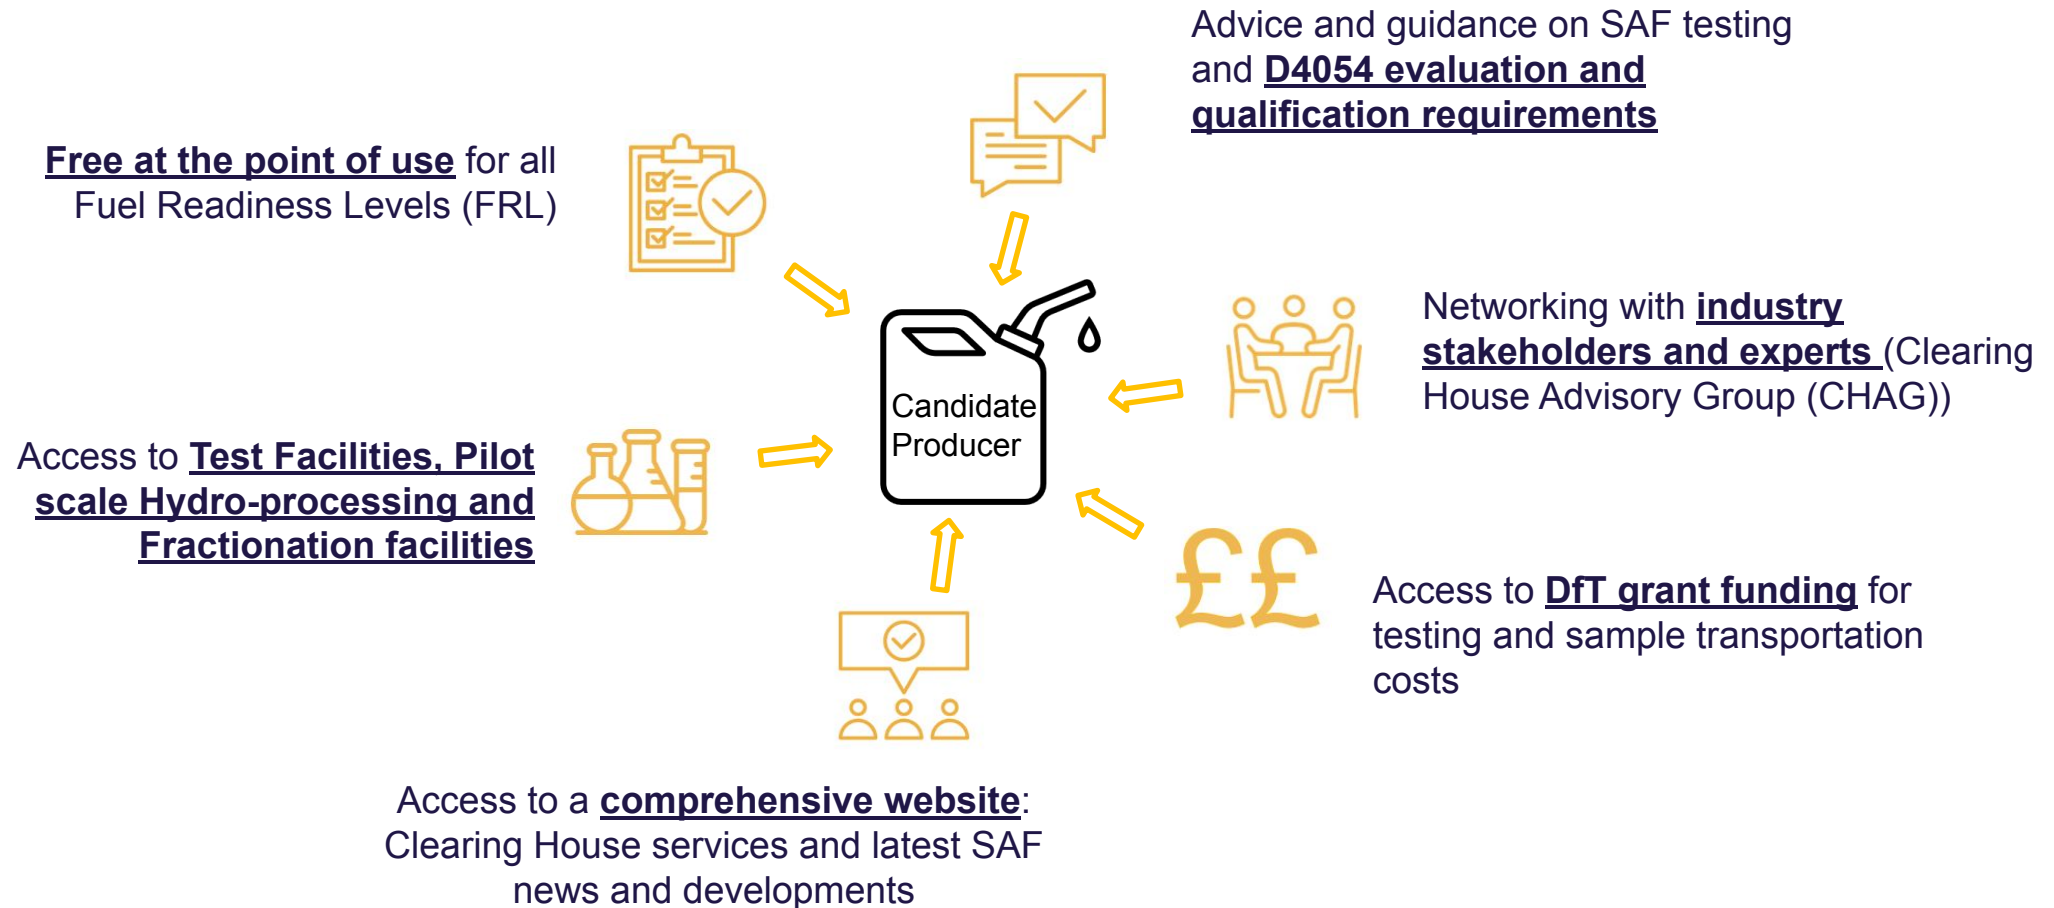 Advice and guidance on SAF testing
and D4054 evaluation and
qualification requirements
Free at the point of use for all
Fuel Readiness Levels (FRL)
Networking with industry
stakeholders and experts (Clearing
House Advisory Group (CHAG))
Candidate
Producer
Access to Test Facilities, Pilot
scale Hydro-processing and
Fractionation facilities
££
Access to DfT grant funding for
testing and sample transportation
costs
Access to a comprehensive website:
Clearing House services and latest SAF
news and developments